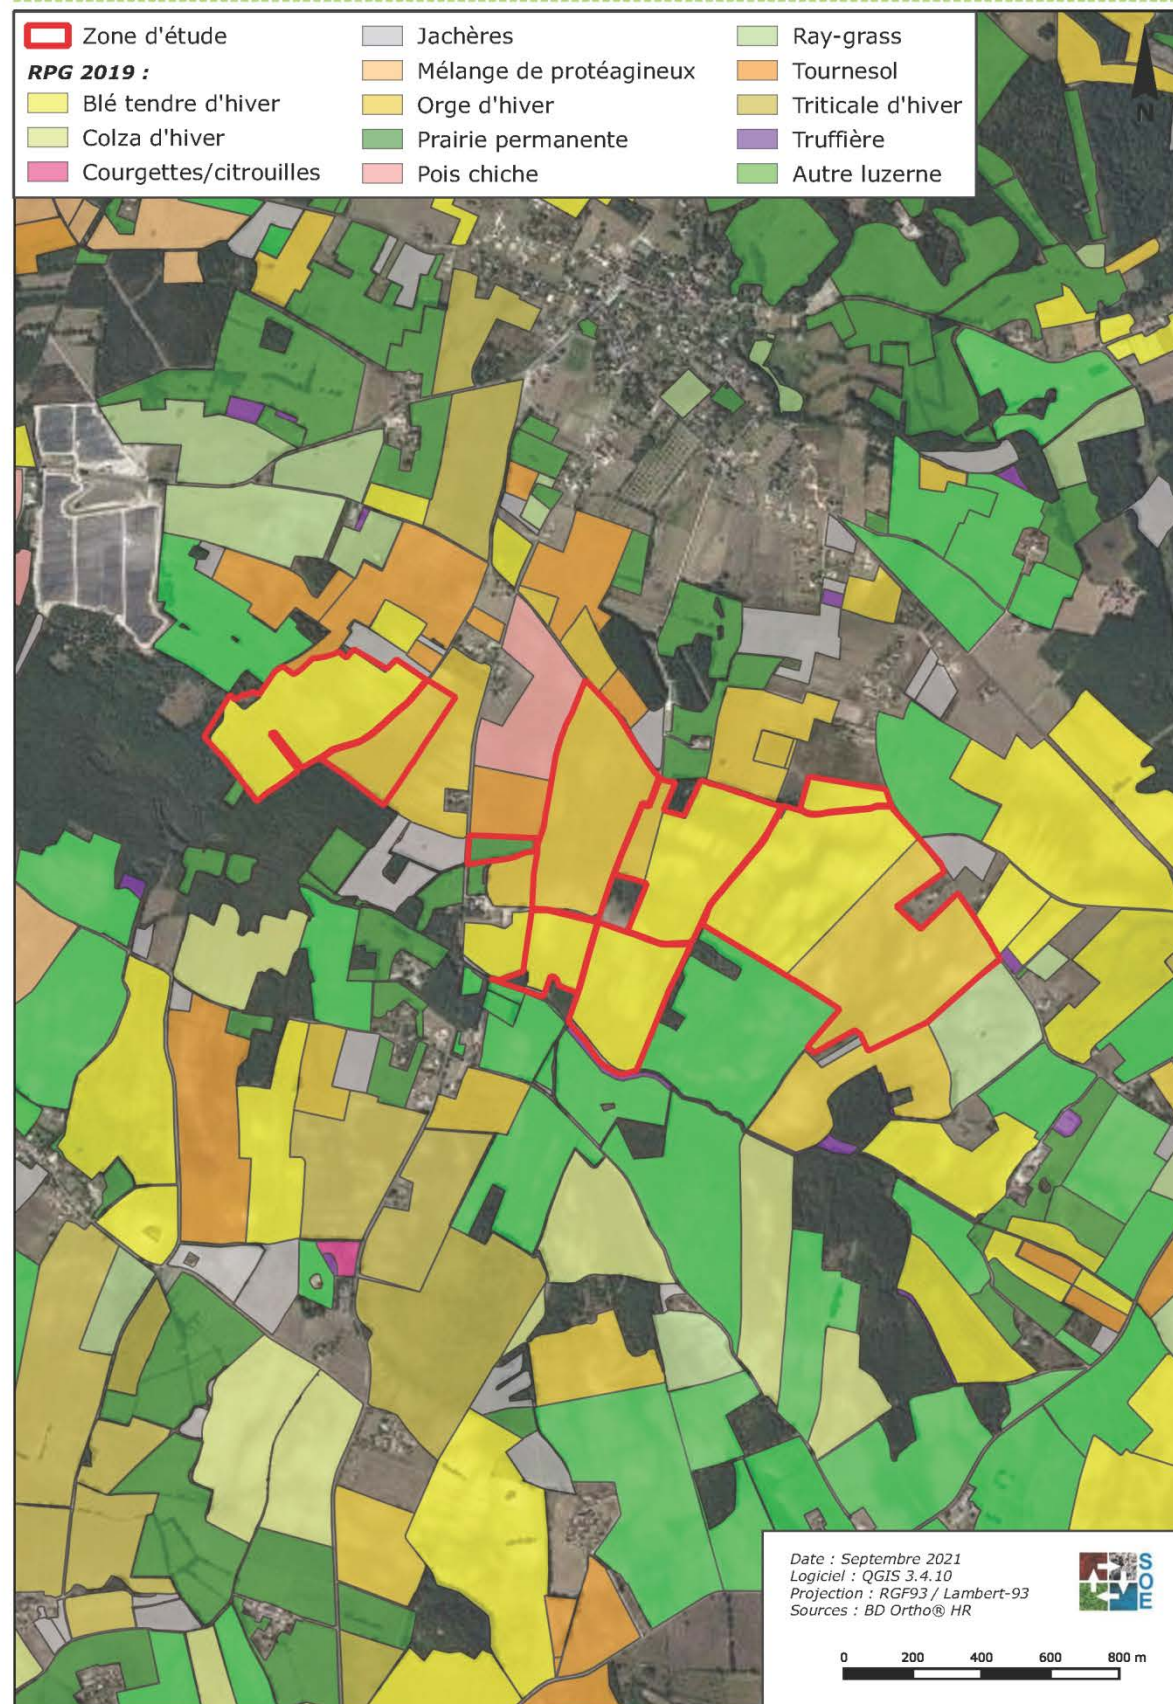 Zone d'étude
RPG 2019 :
Blé tendre d'hiver
Colza d'hiver
Courgettes/citrouilles
Jachères
Mélange de protéagineux
Orge d'hiver
Prairie permanente
Pois chiche
Ray-grass
Tournesol
Triticale d'hiver
Truffière
Autre luzerne
N
Date : Septembre 2021
Logiciel : QGIS 3.4.10
Projection : RGF93 / Lambert-93
Sources : BD Ortho® HR
SOE
0 200 400 600 800 m